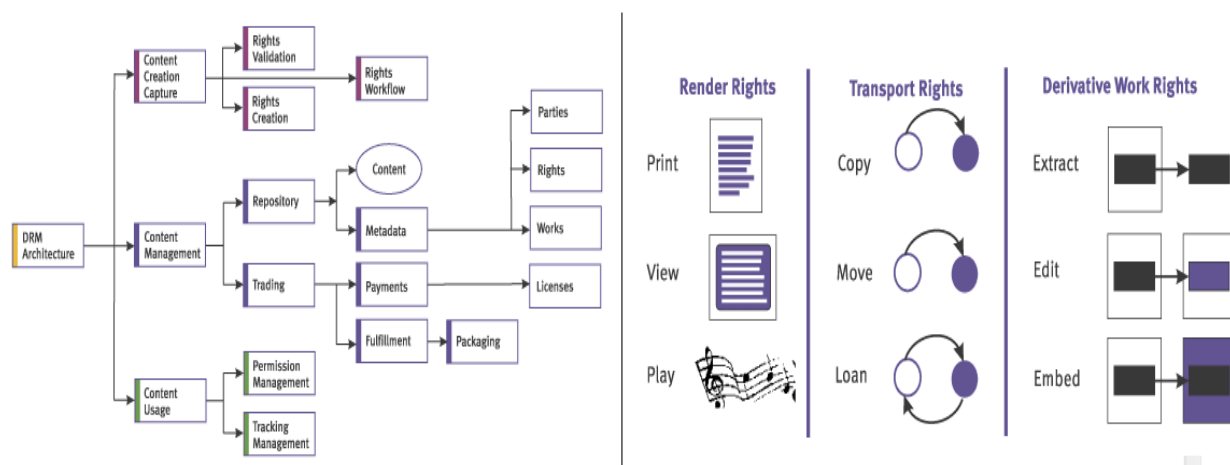 DRM
Architecture
Content
Creation
Capture
Rights
Validation
Rights
Creation
Rights
Workflow
Content
Management
Repository
Content
Metadata
Parties
Rights
Works
Trading
Payments
Licenses
Fulfillment
Packaging
Content
Usage
Permission
Management
Tracking
Management
Render Rights
Print
View
Play
Transport Rights
Copy
Move
Loan
Derivative Work Rights
Extract
Edit
Embed